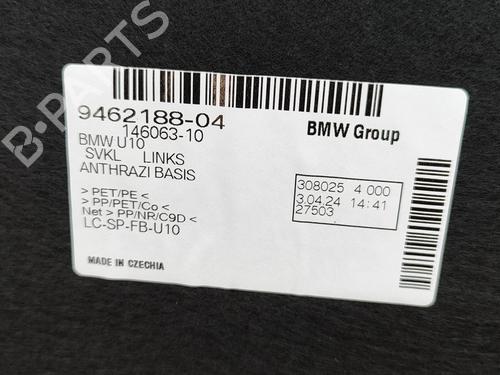 B-PARTS
9462188-04
146063-10
BMW Group
BMW U10
SVKL LINKS
ANTHRAZI BASIS
> PET/PE <
> PP/PET/Co <
Net > PP/NR/C9D <
LC-SP-FB-U10
308025 4 000
3.04.24 14:41
27503
MADE IN CZECHIA